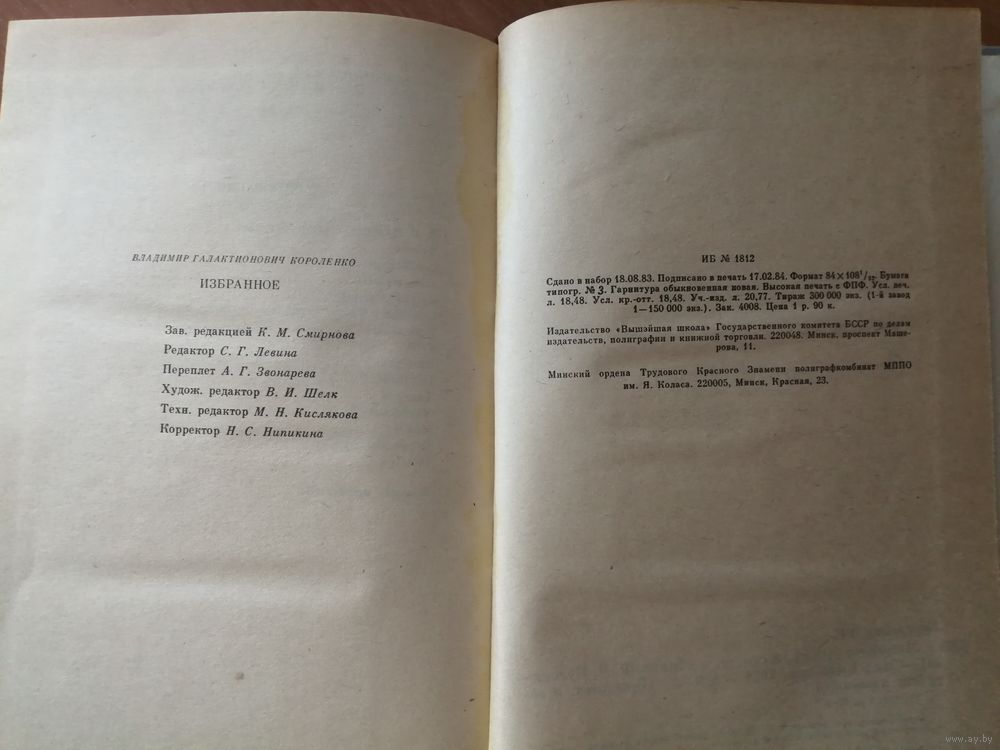 ВЛАДИМИР ГАЛАКТИОНОВИЧ КОРОЛЕНКО
ИЗБРАННОЕ
Зав. редакцией К. М. Смирнова
Редактор С. Г. Левина
Переплет А. Г. Звонарева
Худож. редактор В. И. Шелк
Техн. редактор М. Н. Кислякова
Корректор Н. С. Нипикина
ИБ № 1812
Сдано в набор 18.08.83. Подписано в печать 17.02.84. Формат 84×108¹/₃₂. Бумага
типогр. № 3. Гарнитура обыкновенная новая. Высокая печать с ФПФ. Усл. печ.
л. 18,48. Усл. кр.-отт. 18,48. Уч.-изд. л. 20,77. Тираж 300 000 экз. (1-й завод
1—150 000 экз.). Зак. 4008. Цена 1 р. 90 к.
Издательство «Вышэйшая школа» Государственного комитета БССР по делам
издательств, полиграфии и книжной торговли. 220048. Минск, проспект Маше-
рова, 11.
Минский ордена Трудового Красного Знамени полиграфкомбинат МППО
им. Я. Коласа. 220005, Минск, Красная, 23.
www.ay.by